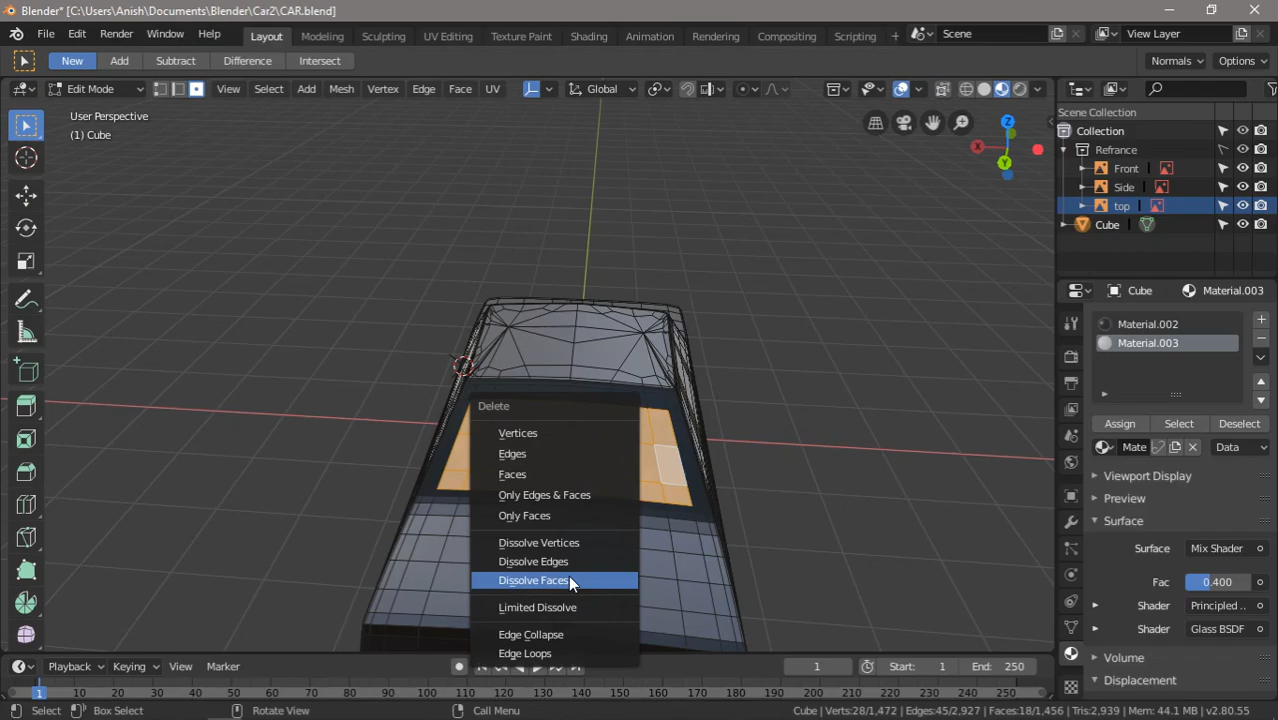 Blender* [C:\Users\Anish\Documents\Blender\Car2\CAR.blend]
File Edit Render Window Help Layout Modeling Sculpting UV Editing Texture Paint Shading Animation Rendering Compositing Scripting + Scene View Layer
New Add Subtract Difference Intersect Normals Options
Edit Mode View Select Add Mesh Vertex Edge Face UV Global
User Perspective
(1) Cube
X Y Z
Scene Collection
Collection
Refrance
Front
Side
top
Cube
Cube Material.003
Material.002
Material.003
Assign Select Deselect
Mate Data
Viewport Display
Preview
Surface
Surface Mix Shader
Fac 0.400
Shader Principled ..
Shader Glass BSDF
Volume
Displacement
Delete
Vertices
Edges
Faces
Only Edges & Faces
Only Faces
Dissolve Vertices
Dissolve Edges
Dissolve Faces
Limited Dissolve
Edge Collapse
Edge Loops
Playback Keying View Marker 1 Start: 1 End: 250
1 10 20 30 40 50 60 70 80 90 100 110 120 130 140 150 160 170 180 190 200 210 220 230 240 250
Select Box Select Rotate View Call Menu Cube | Verts:28/1,472 | Edges:45/2,927 | Faces:18/1,456 | Tris:2,939 | Mem: 44.1 MB | v2.80.55